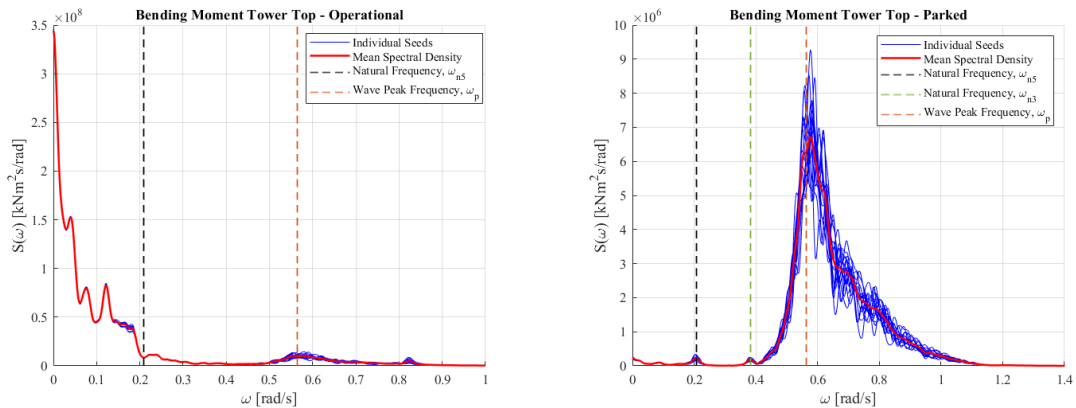 Bending Moment Tower Top - Operational
×10⁸
3.5
3
2.5
2
1.5
1
0.5
0
S(ω) [kNm²s/rad]
0 0.1 0.2 0.3 0.4 0.5 0.6 0.7 0.8 0.9 1
ω [rad/s]
Individual Seeds
Mean Spectral Density
Natural Frequency, ωn5
Wave Peak Frequency, ωp
Bending Moment Tower Top - Parked
×10⁶
10
9
8
7
6
5
4
3
2
1
0
S(ω) [kNm²s/rad]
0 0.2 0.4 0.6 0.8 1 1.2 1.4
ω [rad/s]
Individual Seeds
Mean Spectral Density
Natural Frequency, ωn5
Natural Frequency, ωn3
Wave Peak Frequency, ωp